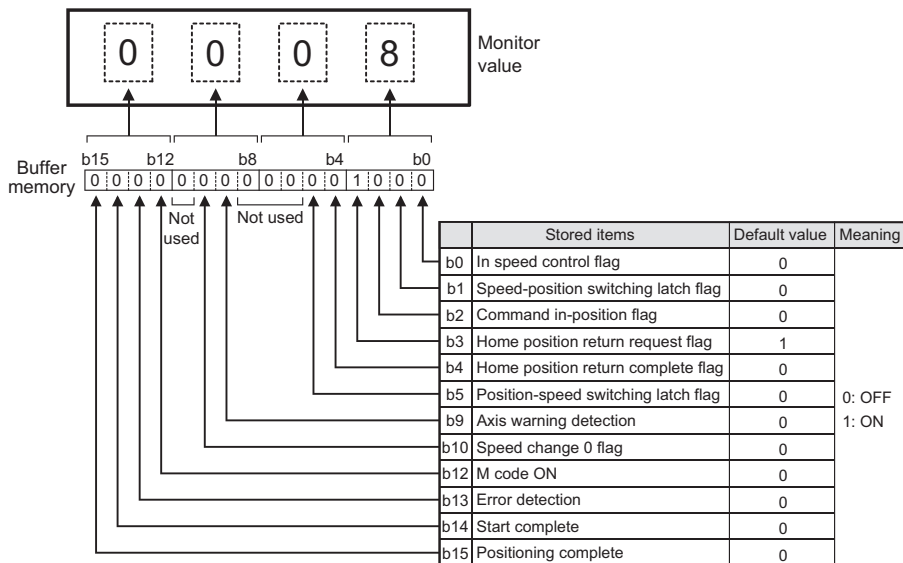 0 0 0 8
Monitor
value
Buffer
memory
b15 b12 b8 b4 b0
0 0 0 0 0 0 0 0 0 0 0 0 1 0 0 0
Not
used
Not used
Stored items Default value Meaning
b0 In speed control flag 0
b1 Speed-position switching latch flag 0
b2 Command in-position flag 0
b3 Home position return request flag 1
b4 Home position return complete flag 0
b5 Position-speed switching latch flag 0
b9 Axis warning detection 0
b10 Speed change 0 flag 0
b12 M code ON 0
b13 Error detection 0
b14 Start complete 0
b15 Positioning complete 0
0: OFF
1: ON